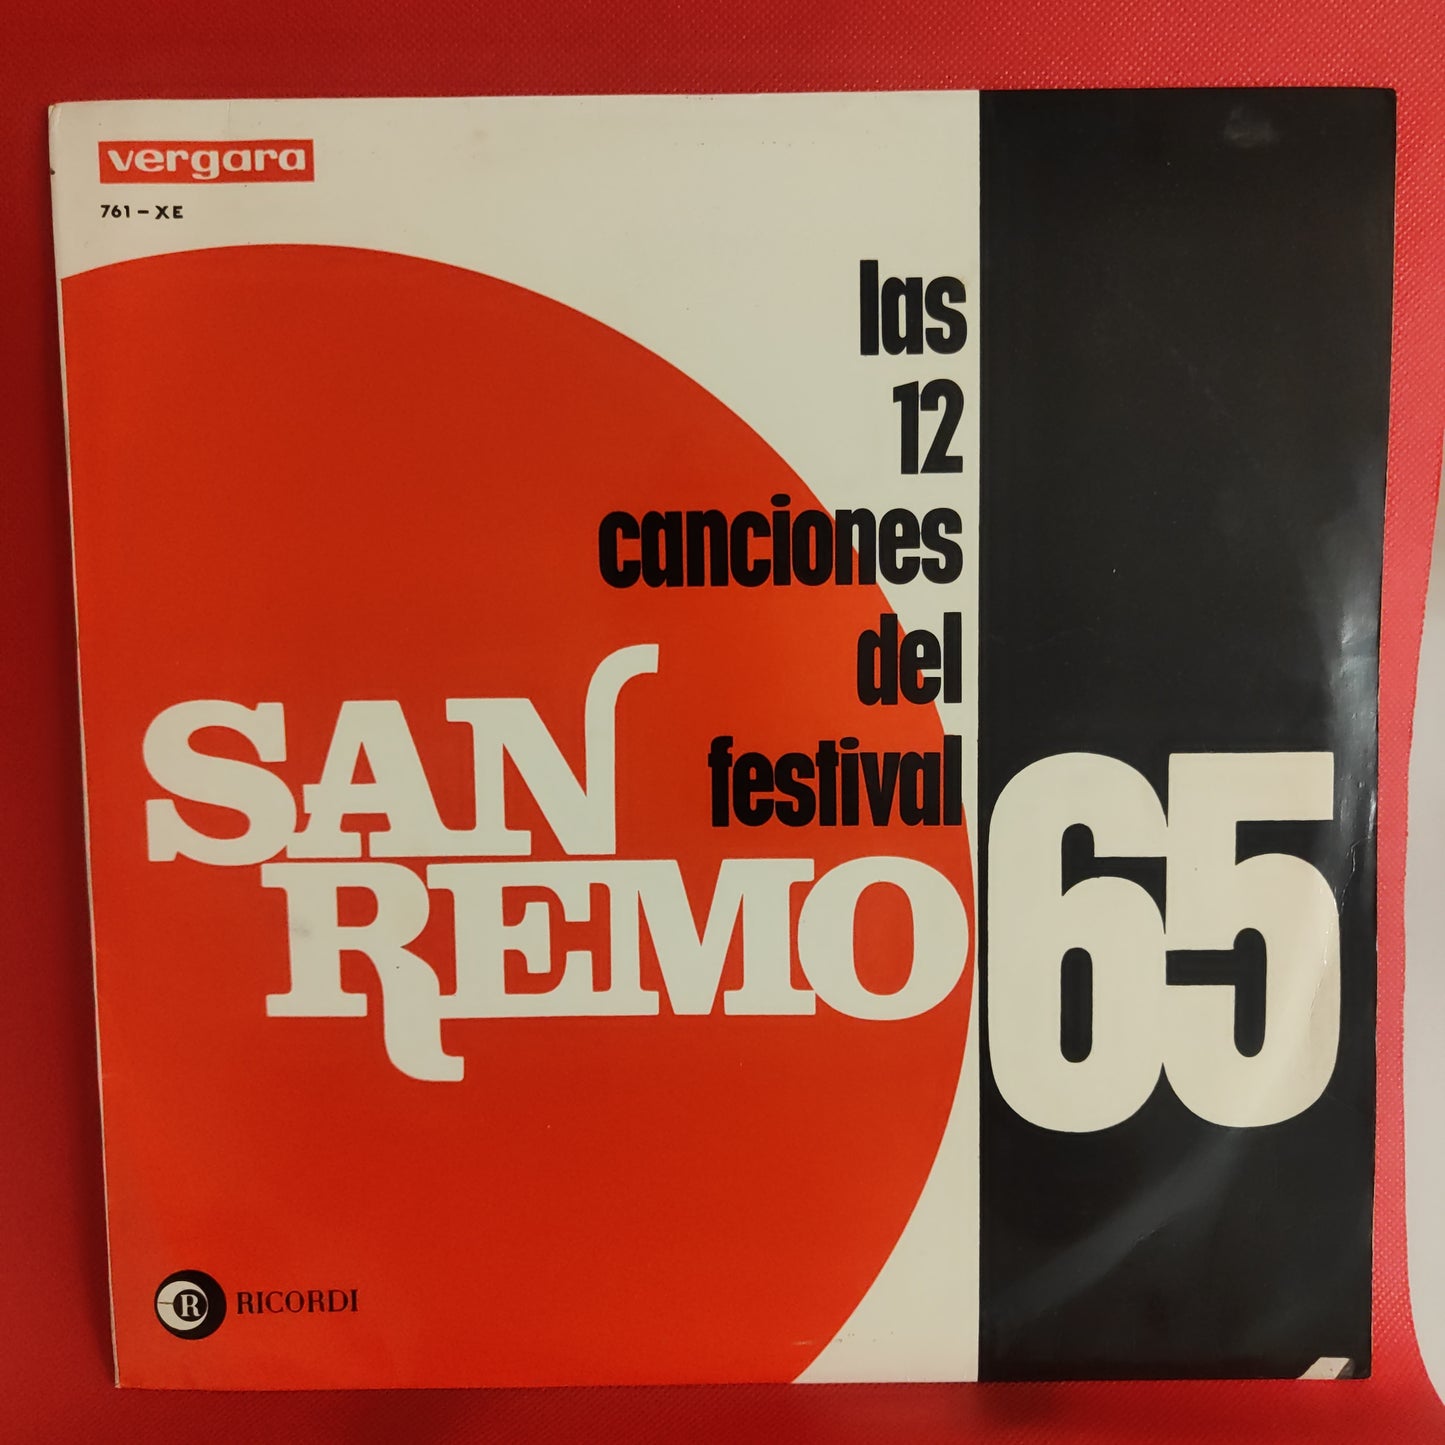 vergara
761 - XE
las
12
canciones
del
festival
SAN
REMO
65
R RICORDI